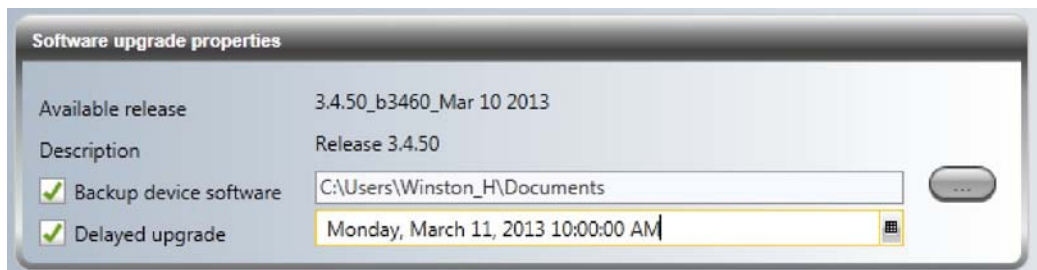 Software upgrade properties
Available release 3.4.50_b3460_Mar 10 2013
Description Release 3.4.50
Backup device software C:\Users\Winston_H\Documents ...
Delayed upgrade Monday, March 11, 2013 10:00:00 AM